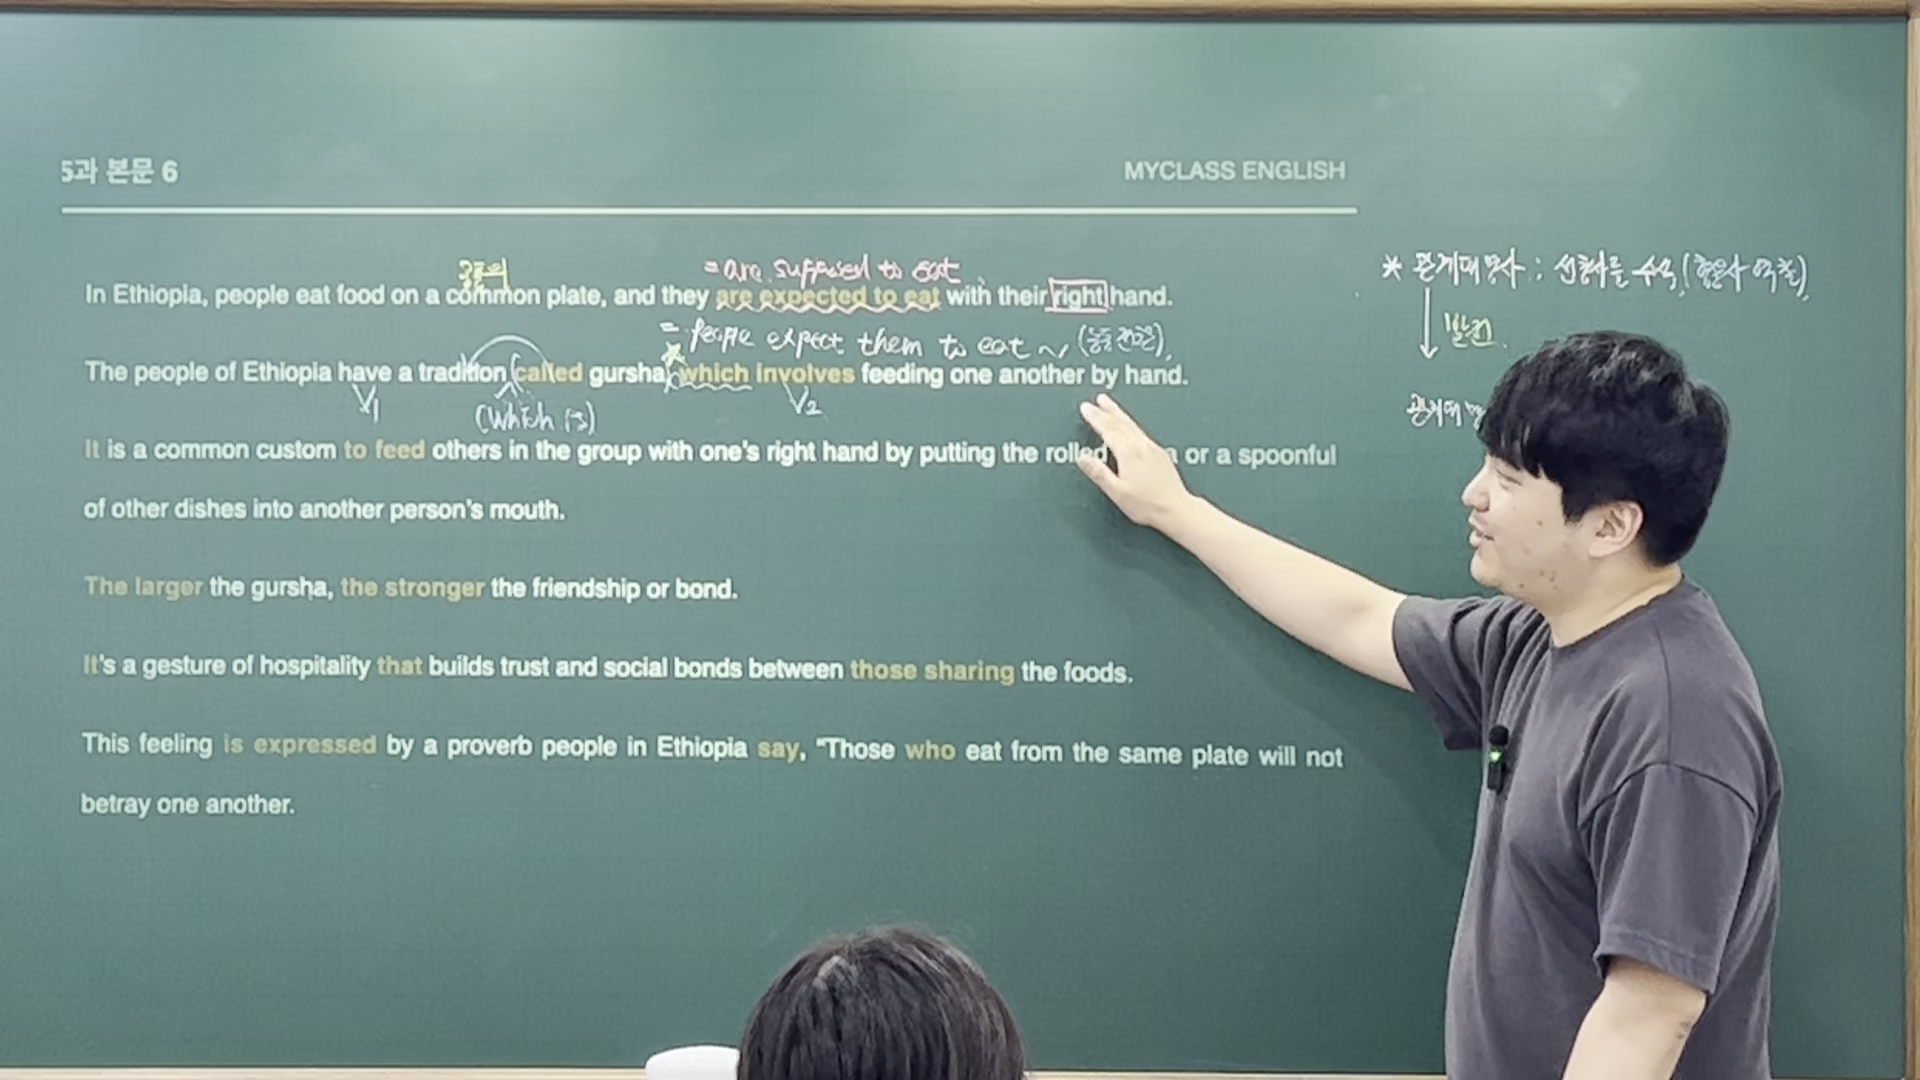 5과 본문 6
MYCLASS ENGLISH
공통의
= are supposed to eat
In Ethiopia, people eat food on a common plate, and they are expected to eat with their right hand.
= people expect them to eat ~ (능동전환).
The people of Ethiopia have a tradition called gursha, which involves feeding one another by hand.
V1 (which is) V2
It is a common custom to feed others in the group with one's right hand by putting the rolled or a spoonful
of other dishes into another person's mouth.
The larger the gursha, the stronger the friendship or bond.
It's a gesture of hospitality that builds trust and social bonds between those sharing the foods.
This feeling is expressed by a proverb people in Ethiopia say, "Those who eat from the same plate will not
betray one another.
* 관계대명사 : 선행사를 수식 (형용사 역할).
발전
관계대명